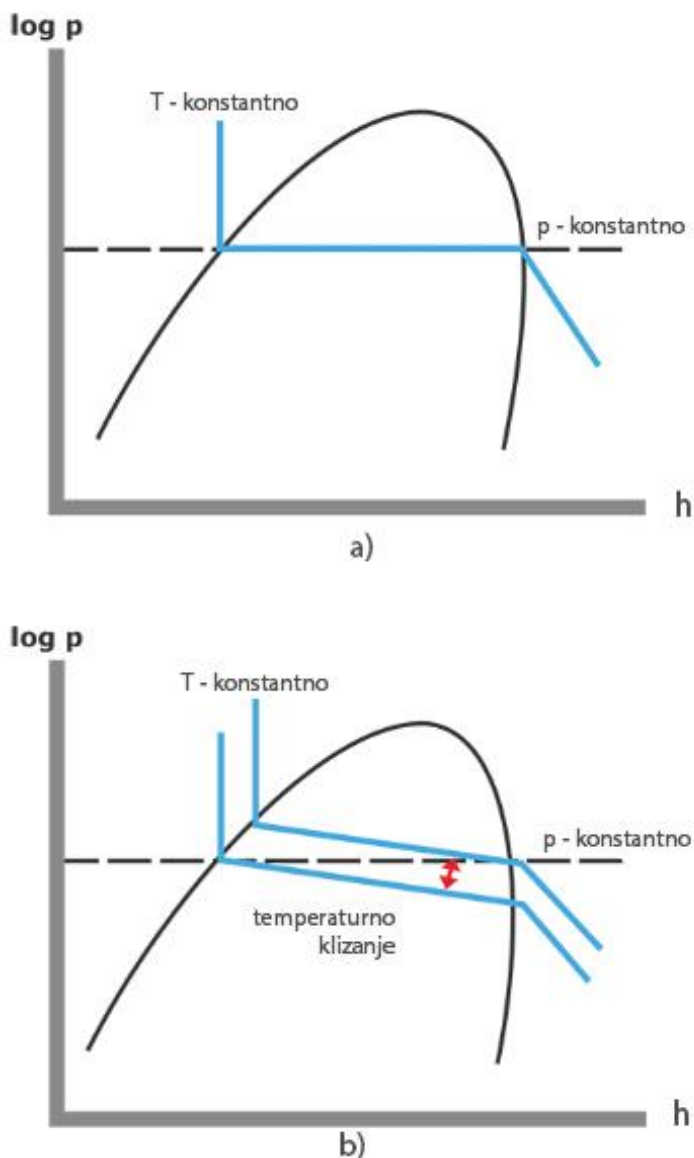 log p
T - konstantno
p - konstantno
h
a)
log p
T - konstantno
p - konstantno
temperaturno
klizanje
h
b)